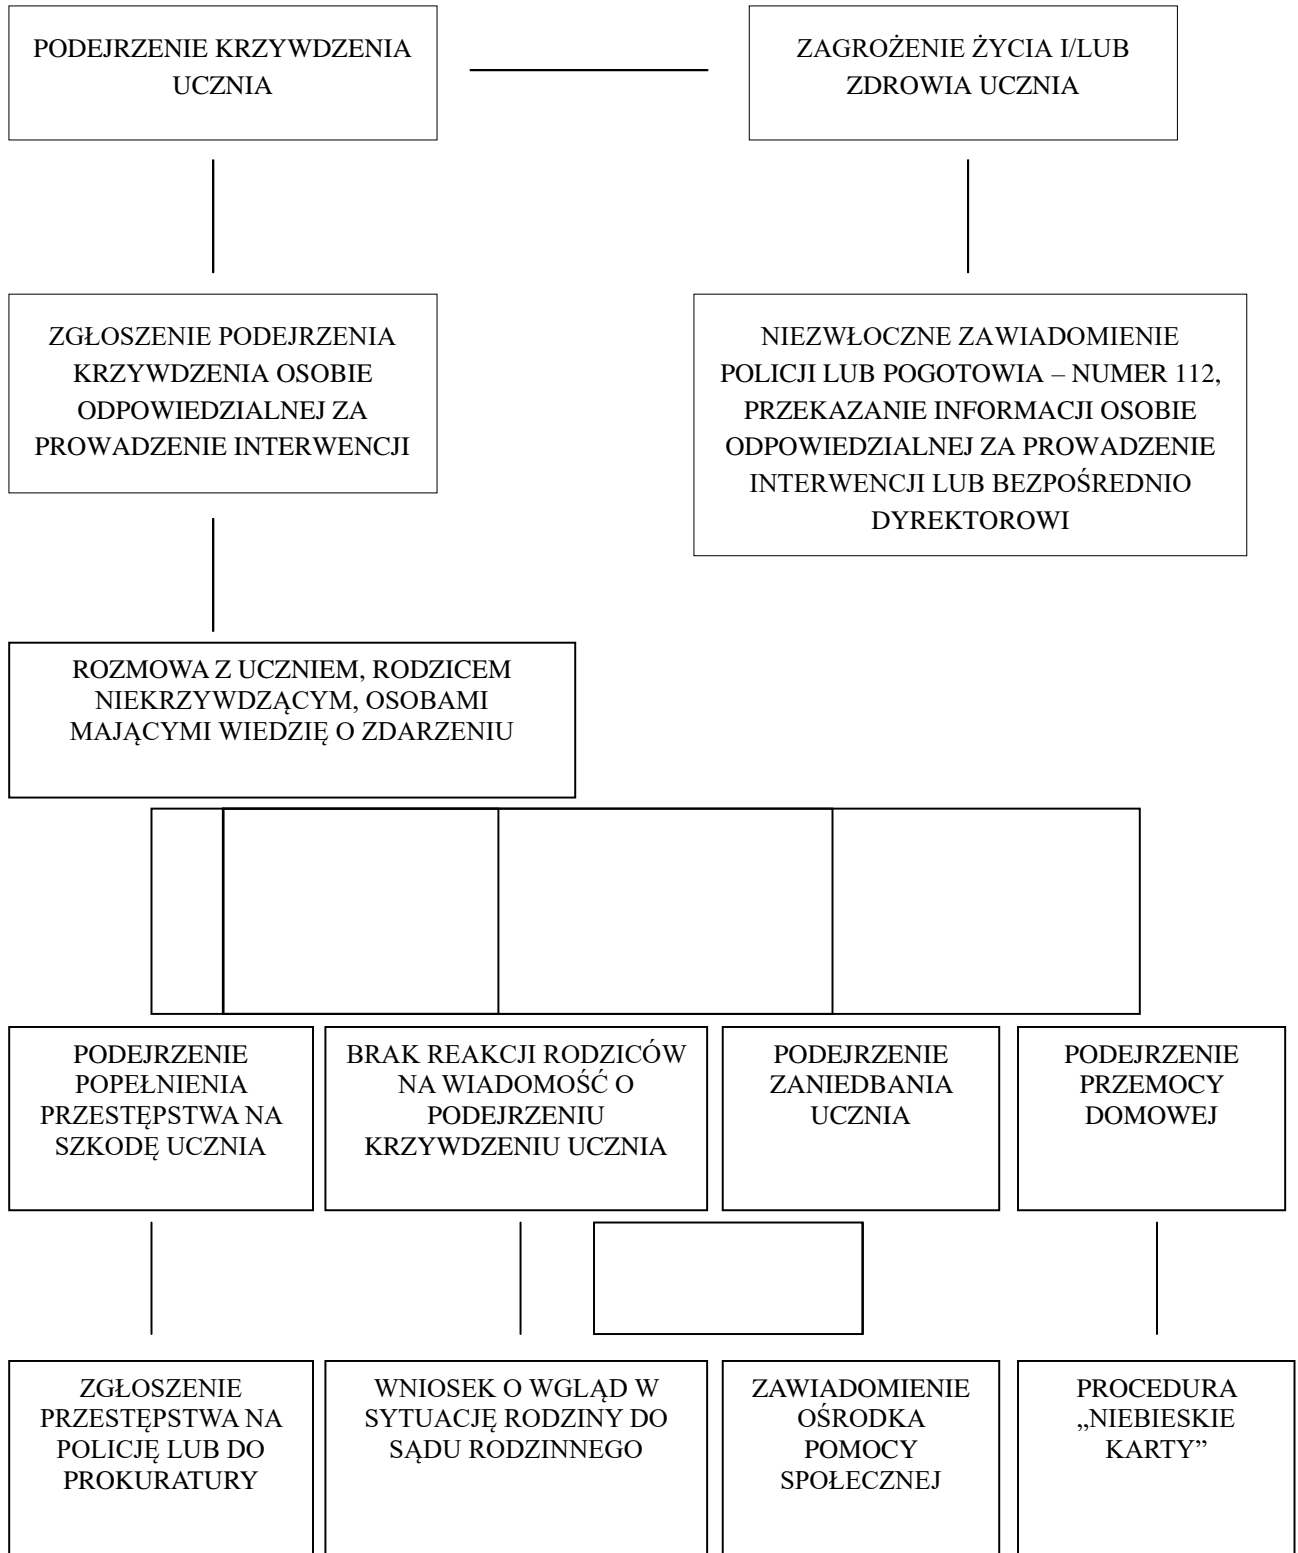 PODEJRZENIE KRZYWDZENIA
UCZNIA
ZAGROŻENIE ŻYCIA I/LUB
ZDROWIA UCZNIA
ZGŁOSZENIE PODEJRZENIA
KRZYWDZENIA OSOBIE
ODPOWIEDZIALNEJ ZA
PROWADZENIE INTERWENCJI
NIEZWŁOCZNE ZAWIADOMIENIE
POLICJI LUB POGOTOWIA – NUMER 112,
PRZEKAZANIE INFORMACJI OSOBIE
ODPOWIEDZIALNEJ ZA PROWADZENIE
INTERWENCJI LUB BEZPOŚREDNIO
DYREKTOROWI
ROZMOWA Z UCZNIEM, RODZICEM
NIEKRZYWDZĄCYM, OSOBAMI
MAJĄCYMI WIEDZIĘ O ZDARZENIU
PODEJRZENIE
POPEŁNIENIA
PRZESTĘPSTWA NA
SZKODĘ UCZNIA
BRAK REAKCJI RODZICÓW
NA WIADOMOŚĆ O
PODEJRZENIU
KRZYWDZENIU UCZNIA
PODEJRZENIE
ZANIEDBANIA
UCZNIA
PODEJRZENIE
PRZEMOCY
DOMOWEJ
ZGŁOSZENIE
PRZESTĘPSTWA NA
POLICJĘ LUB DO
PROKURATURY
WNIOSEK O WGLĄD W
SYTUACJĘ RODZINY DO
SĄDU RODZINNEGO
ZAWIADOMIENIE
OŚRODKA
POMOCY
SPOŁECZNEJ
PROCEDURA
„NIEBIESKIE
KARTY”